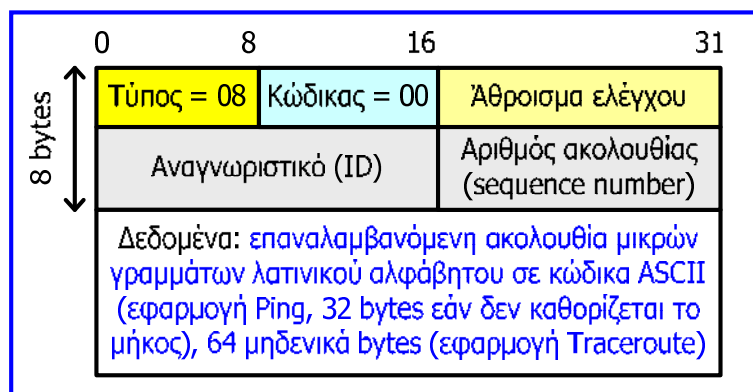 0 8 16 31
8 bytes
Τύπος = 08 Κώδικας = 00 Άθροισμα ελέγχου
Αναγνωριστικό (ID)
Αριθμός ακολουθίας
(sequence number)
Δεδομένα: επαναλαμβανόμενη ακολουθία μικρών
γραμμάτων λατινικού αλφάβητου σε κώδικα ASCII
(εφαρμογή Ping, 32 bytes εάν δεν καθορίζεται το
μήκος), 64 μηδενικά bytes (εφαρμογή Traceroute)